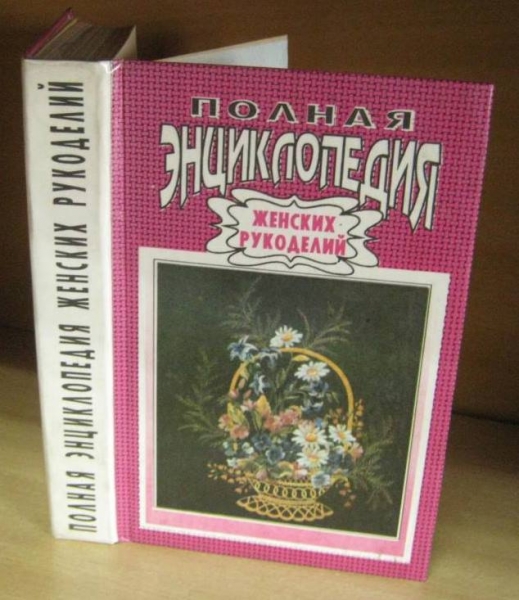 ПОЛНАЯ ЭНЦИКЛОПЕДИЯ ЖЕНСКИХ РУКОДЕЛИЙ
ПОЛНАЯ
ЭНЦИКЛОПЕДИЯ
ЖЕНСКИХ
РУКОДЕЛИЙ